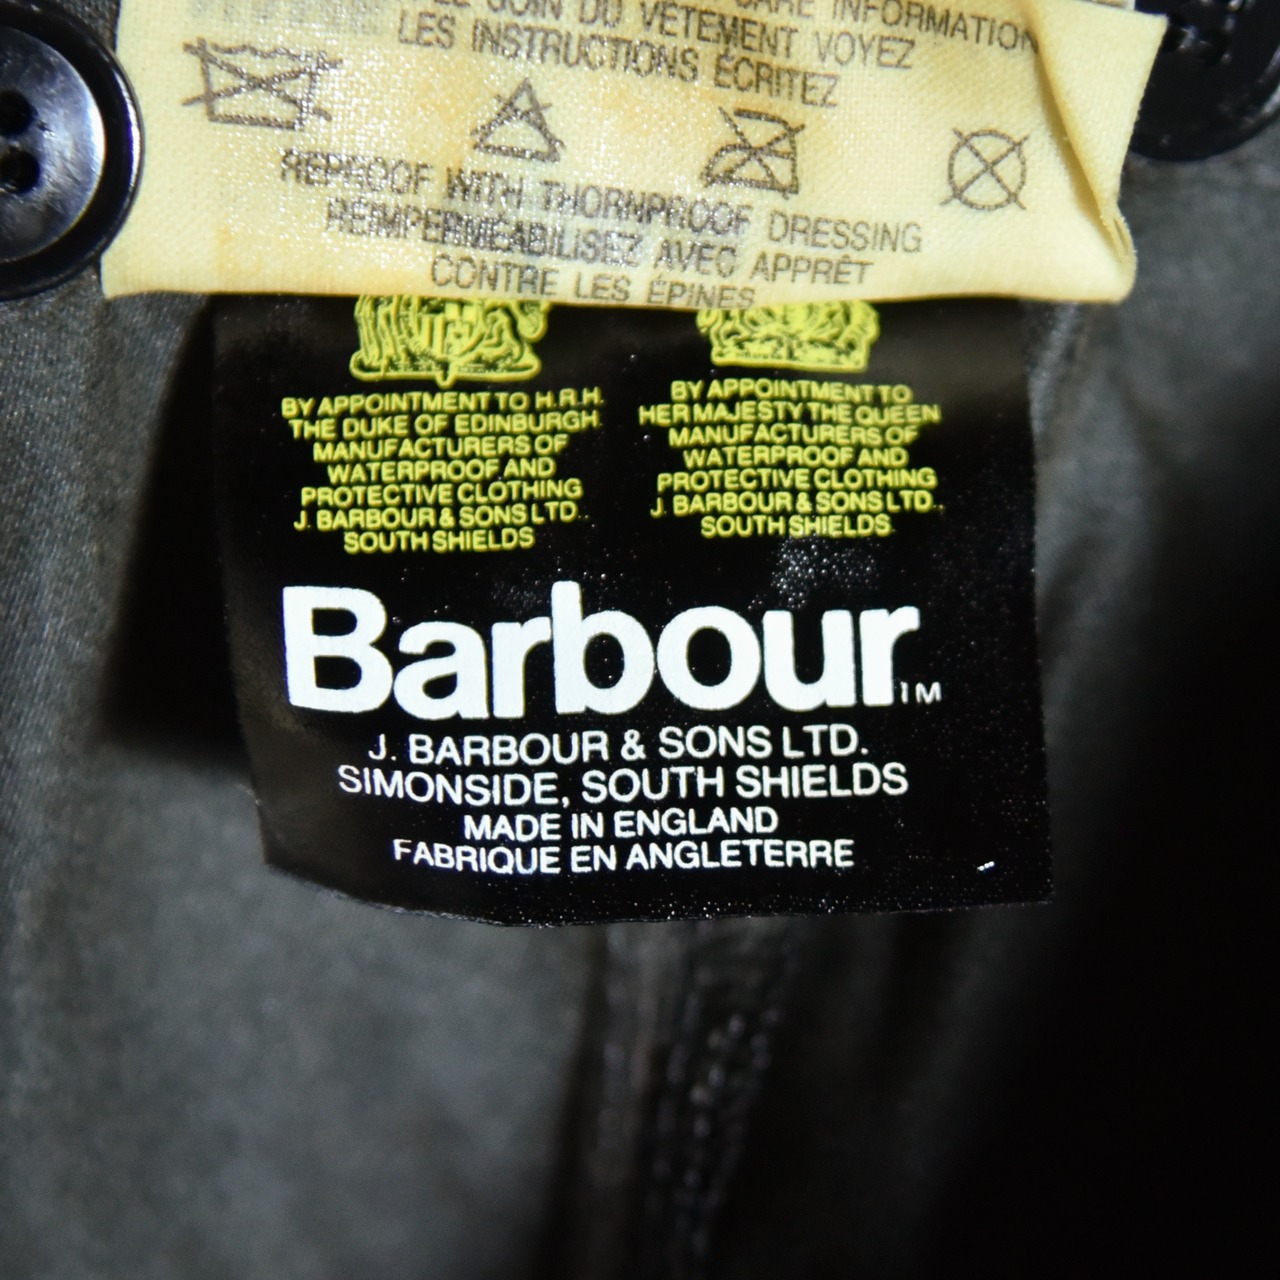 CARE INFORMATION
SOIN DU VÊTEMENT VOYEZ
LES INSTRUCTIONS ÉCRITEZ
REPROOF WITH THORNPROOF DRESSING
RÉIMPERMÉABILISEZ AVEC APPRÊT
CONTRE LES ÉPINES
BY APPOINTMENT TO H.R.H.
THE DUKE OF EDINBURGH
MANUFACTURERS OF
WATERPROOF AND
PROTECTIVE CLOTHING
J. BARBOUR & SONS LTD.
SOUTH SHIELDS
BY APPOINTMENT TO
HER MAJESTY THE QUEEN
MANUFACTURERS OF
WATERPROOF AND
PROTECTIVE CLOTHING
J. BARBOUR & SONS LTD.
SOUTH SHIELDS
Barbour TM
J. BARBOUR & SONS LTD.
SIMONSIDE, SOUTH SHIELDS
MADE IN ENGLAND
FABRIQUE EN ANGLETERRE